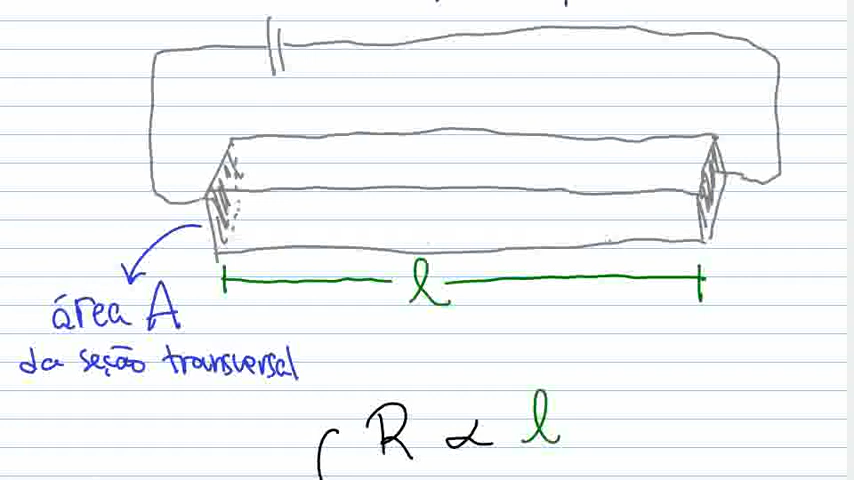 l
área A
da seção transversal
R ∝ l